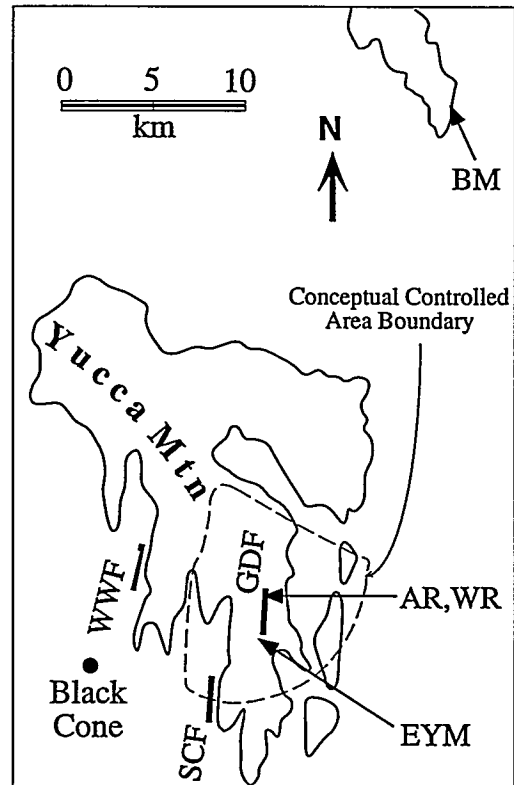 0 5 10
km
N
BM
Conceptual Controlled
Area Boundary
Yucca Mtn
GDF
WWF
AR,WR
Black
Cone
SCF
EYM